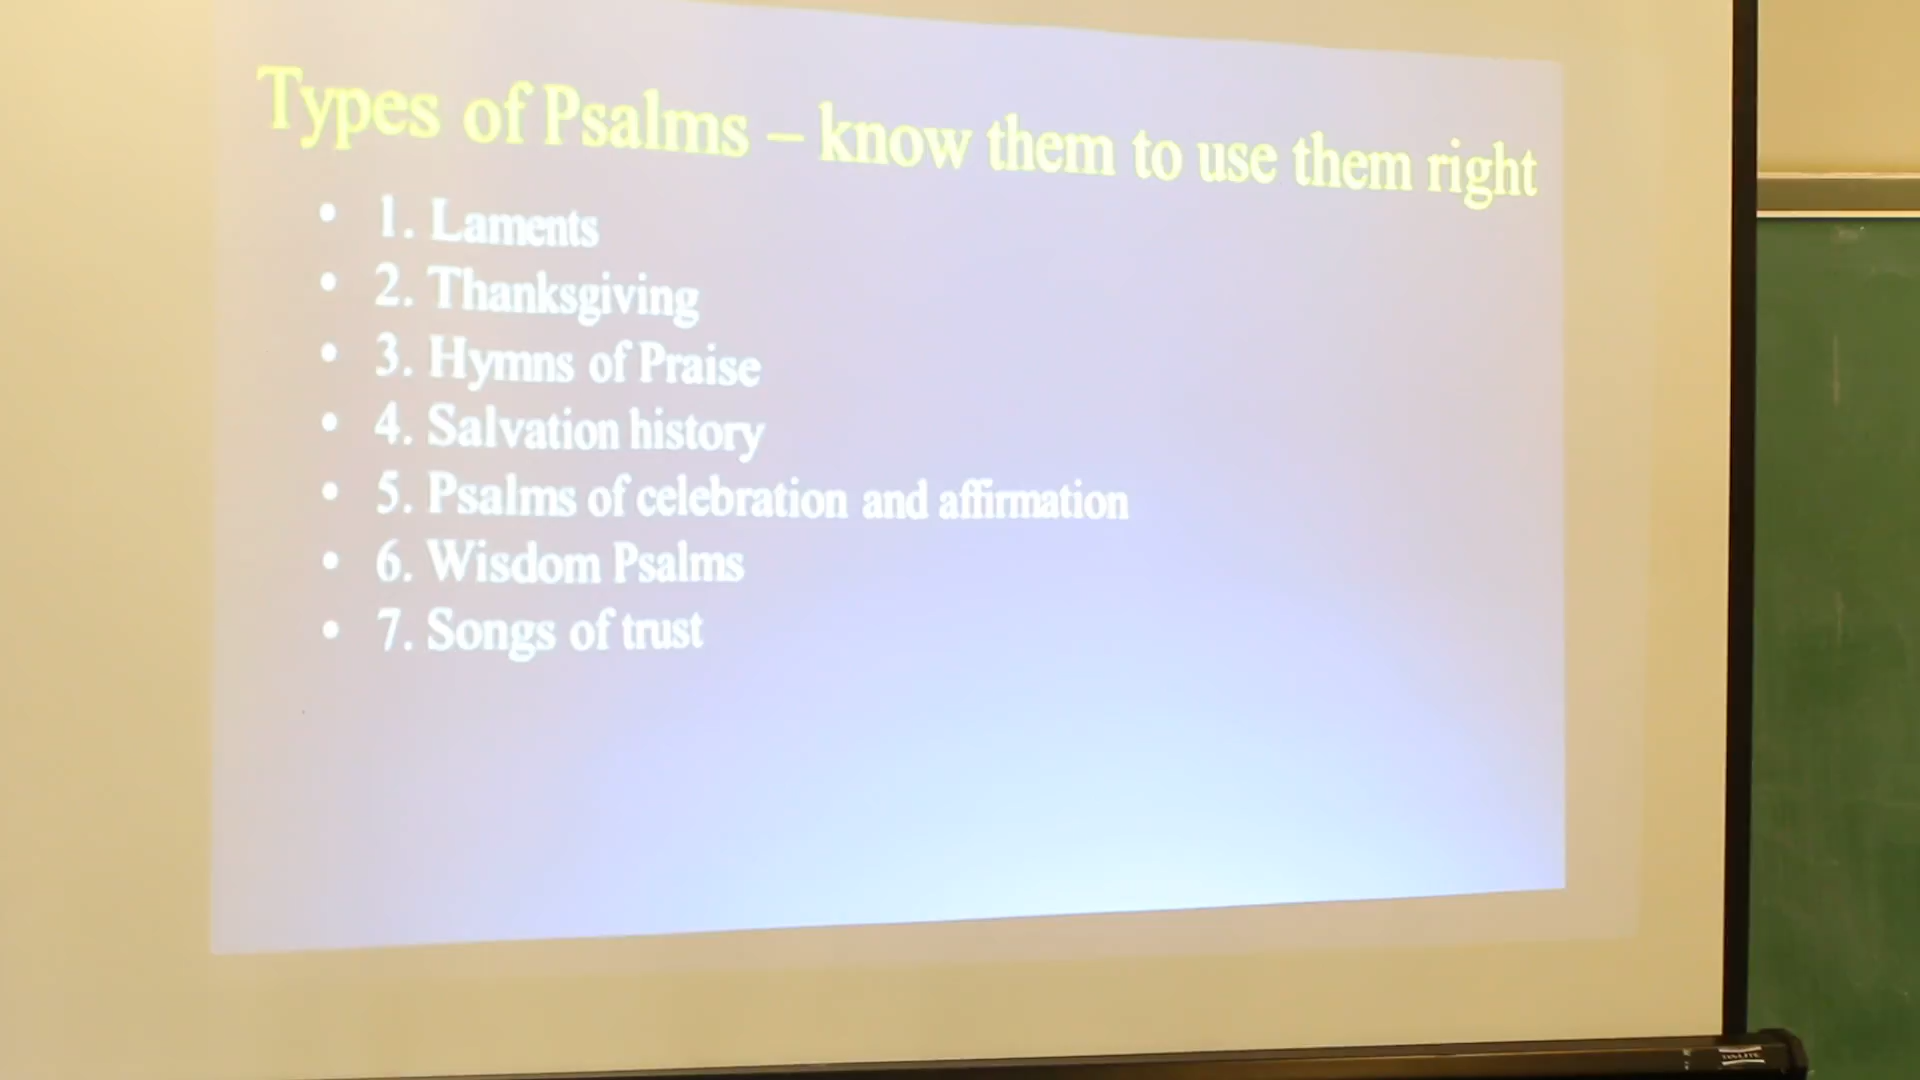 Types of Psalms – know them to use them right
• 1. Laments
• 2. Thanksgiving
• 3. Hymns of Praise
• 4. Salvation history
• 5. Psalms of celebration and affirmation
• 6. Wisdom Psalms
• 7. Songs of trust